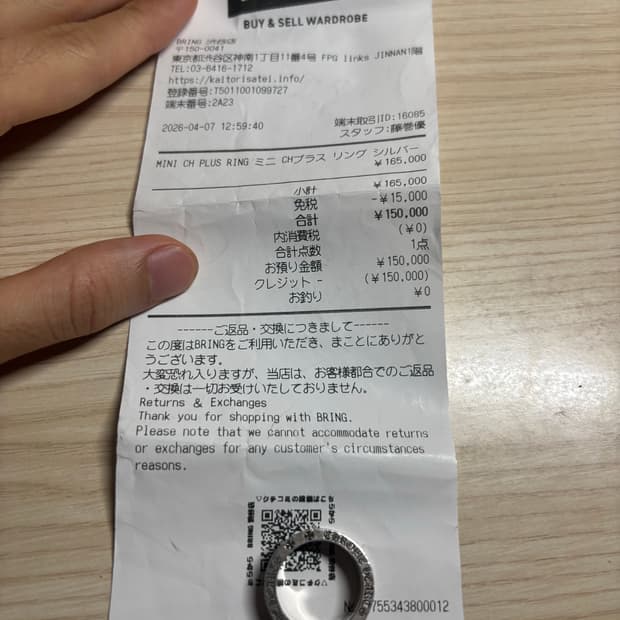 BUY & SELL WARDROBE
BRING 渋谷店
〒150-0041
東京都渋谷区神南1丁目11番4号 FPG links JINNAN1階
TEL:03-6416-1712
https://kaitorisatei.info/
登録番号:T5011001099727
端末番号:2A23
端末取引ID:16085
2026-04-07 12:59:40
スタッフ:藤巻優
MINI CH PLUS RING ミニ CHプラス リング シルバー
¥165,000
小計 ¥165,000
免税 -¥15,000
合計 ¥150,000
内消費税 (¥0)
合計点数 1点
お預り金額 ¥150,000
クレジット - (¥150,000)
お釣り ¥0
------ご返品・交換につきまして------
この度はBRINGをご利用いただき、まことにありがと
うございます。
大変恐れ入りますが、当店は、お客様都合でのご返品
・交換は一切お受けいたしておりません。
Returns & Exchanges
Thank you for shopping with BRING.
Please note that we cannot accommodate returns
or exchanges for any customer's circumstances
reasons.
755343800012